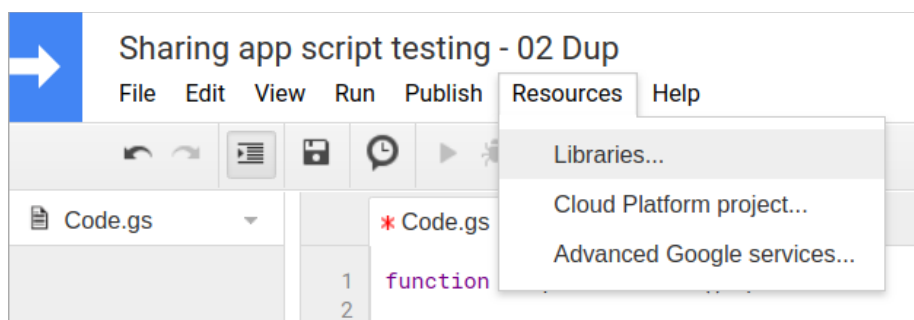 Sharing app script testing - 02 Dup
File Edit View Run Publish Resources Help
Libraries...
Cloud Platform project...
Advanced Google services...
Code.gs
* Code.gs
1 function
2